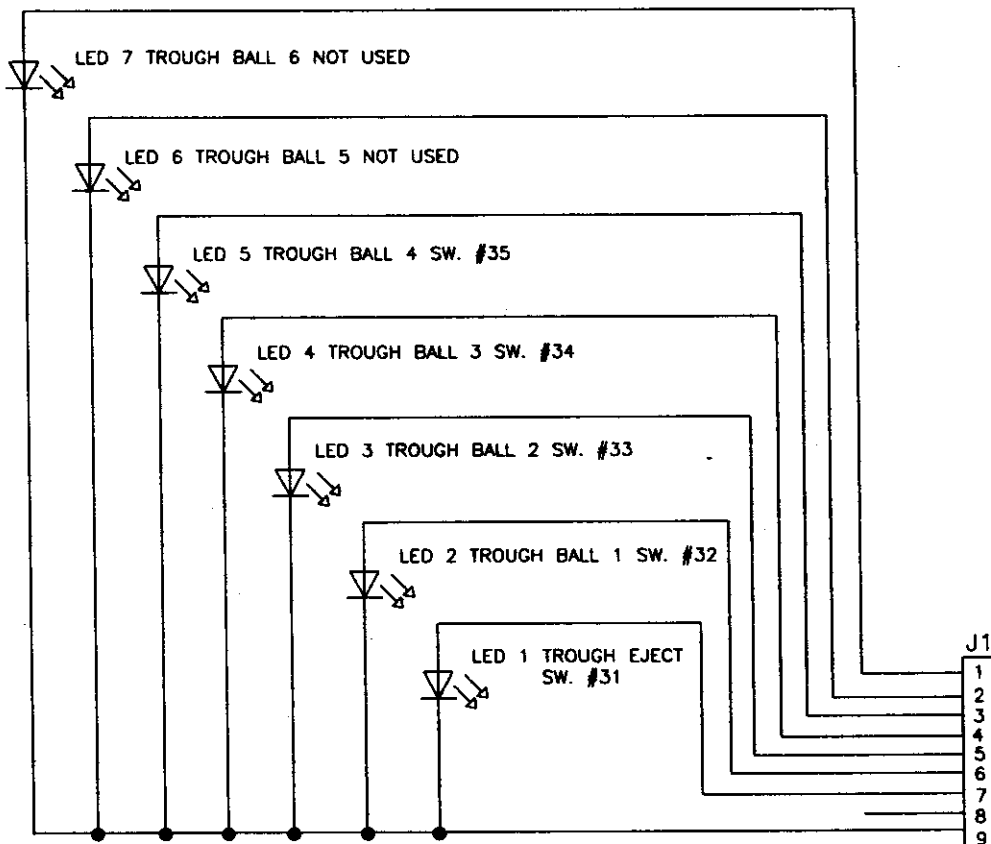 LED 7 TROUGH BALL 6 NOT USED
LED 6 TROUGH BALL 5 NOT USED
LED 5 TROUGH BALL 4 SW. #35
LED 4 TROUGH BALL 3 SW. #34
LED 3 TROUGH BALL 2 SW. #33
LED 2 TROUGH BALL 1 SW. #32
LED 1 TROUGH EJECT
SW. #31
J1
1
2
3
4
5
6
7
8
9